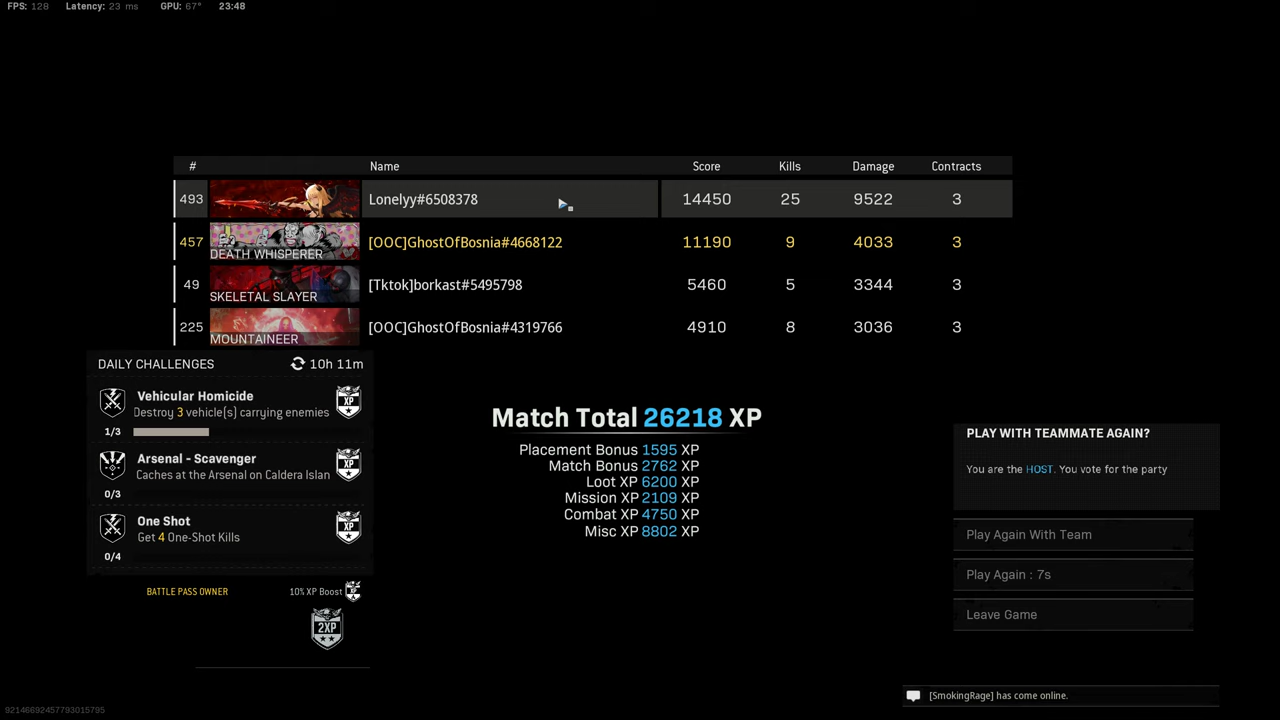 FPS: 128 Latency: 23 ms GPU: 67° 23:48
# Name Score Kills Damage Contracts
493 Lonelyy#6508378 14450 25 9522 3
457 DEATH WHISPERER [OOC]GhostOfBosnia#4668122 11190 9 4033 3
49 SKELETAL SLAYER [Tktok]borkast#5495798 5460 5 3344 3
225 MOUNTAINEER [OOC]GhostOfBosnia#4319766 4910 8 3036 3
DAILY CHALLENGES 10h 11m
Vehicular Homicide
Destroy 3 vehicle(s) carrying enemies
XP
1/3
Arsenal - Scavenger
Caches at the Arsenal on Caldera Islan
XP
0/3
One Shot
Get 4 One-Shot Kills
XP
0/4
BATTLE PASS OWNER 10% XP Boost XP
2XP
Match Total 26218 XP
Placement Bonus 1595 XP
Match Bonus 2762 XP
Loot XP 6200 XP
Mission XP 2109 XP
Combat XP 4750 XP
Misc XP 8802 XP
PLAY WITH TEAMMATE AGAIN?
You are the HOST. You vote for the party
Play Again With Team
Play Again : 7s
Leave Game
[SmokingRage] has come online.
92146692457793015795